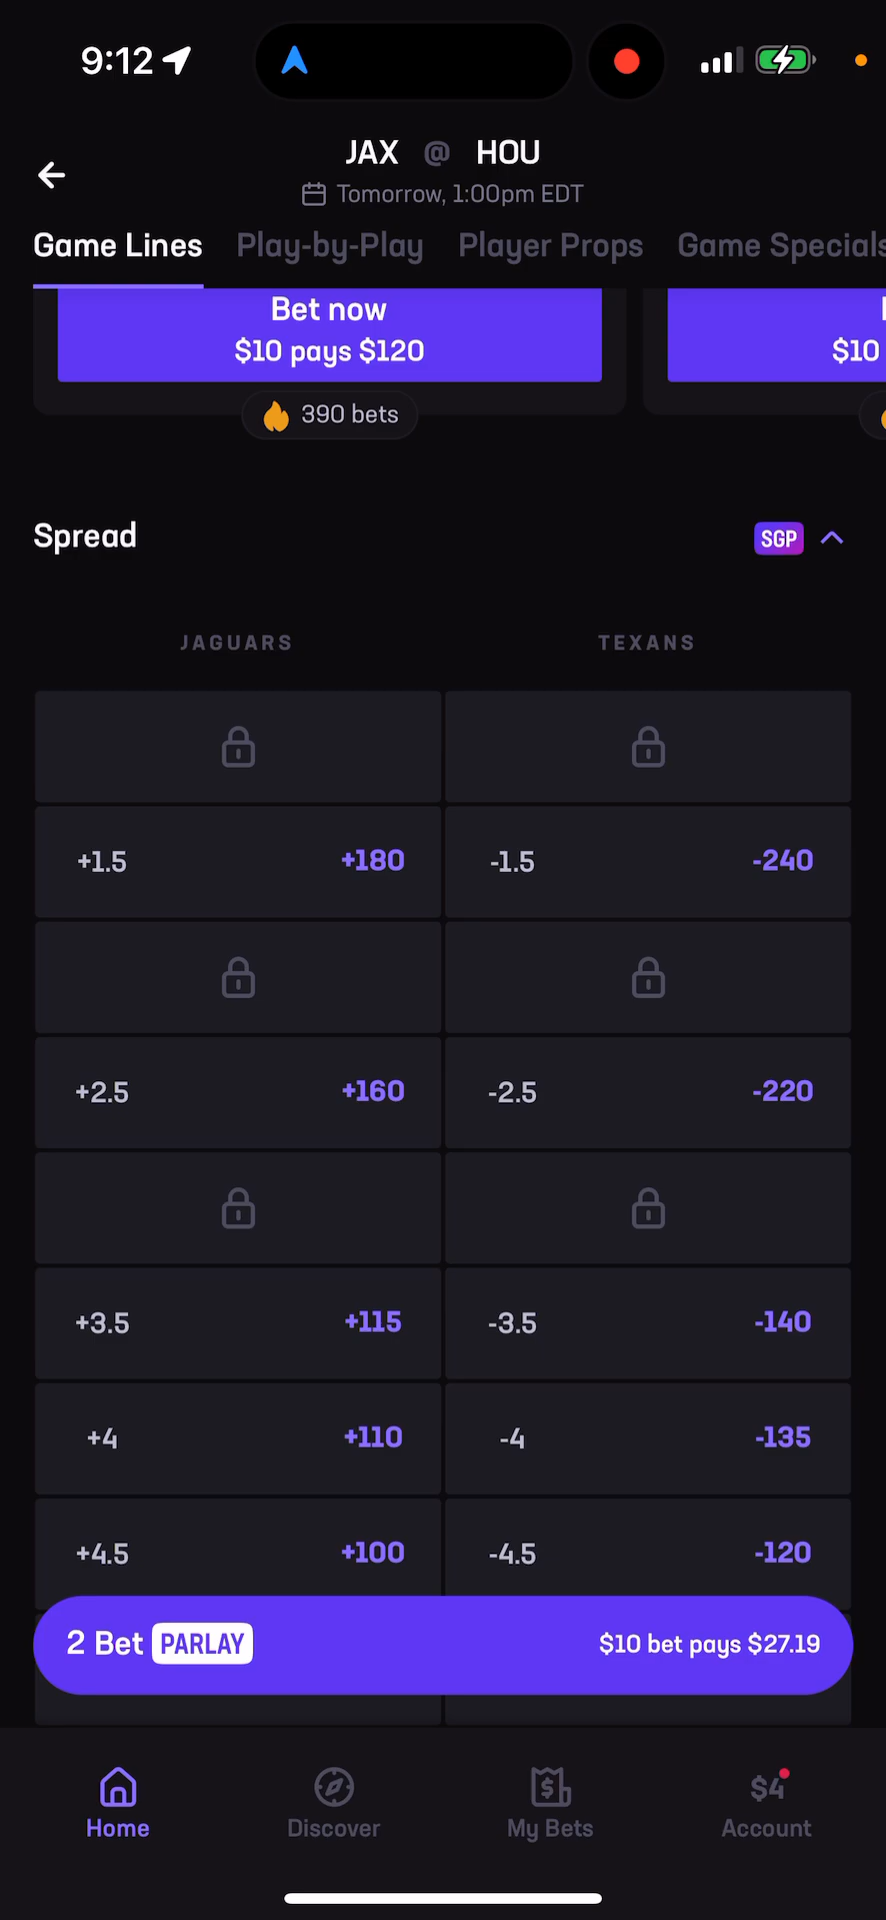 9:12
JAX @ HOU
Tomorrow, 1:00pm EDT
Game Lines Play-by-Play Player Props Game Specials
Bet now
$10 pays $120 $10
390 bets
Spread SGP
JAGUARS TEXANS
+1.5 +180 -1.5 -240
+2.5 +160 -2.5 -220
+3.5 +115 -3.5 -140
+4 +110 -4 -135
+4.5 +100 -4.5 -120
2 Bet PARLAY $10 bet pays $27.19
$4
Home Discover My Bets Account